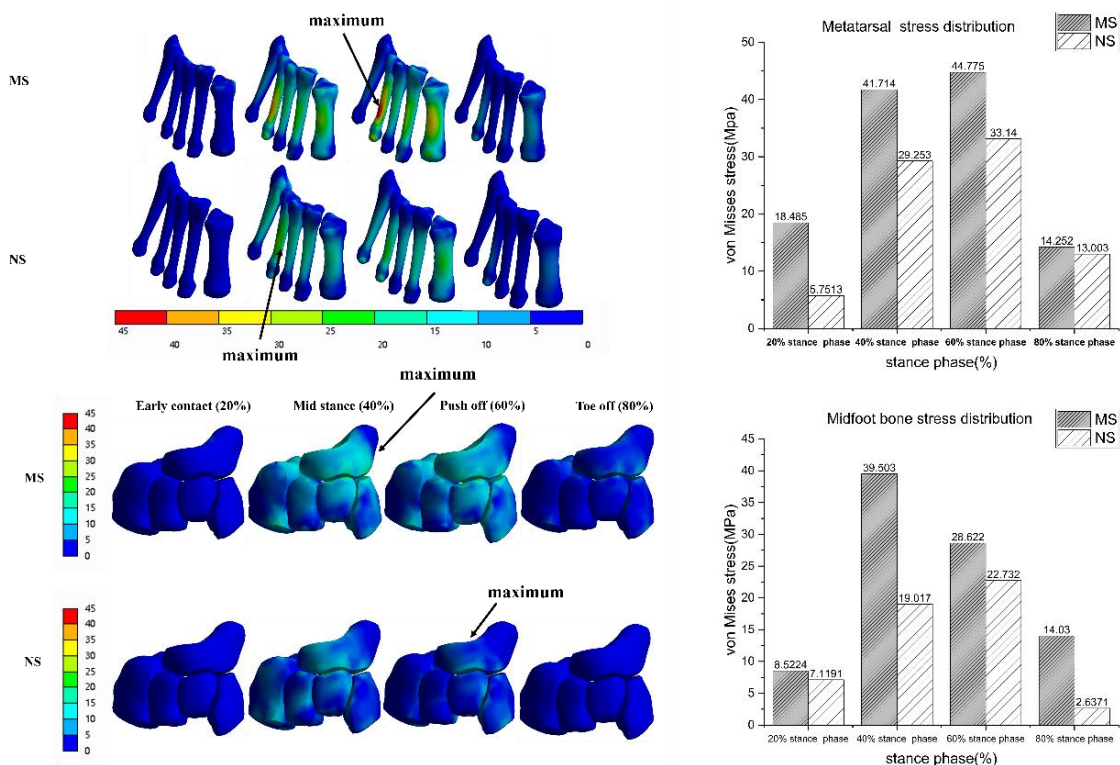 maximum
MS
NS
45 35 25 15 5
40 30 20 10 0
maximum
maximum
Early contact (20%) Mid stance (40%) Push off (60%) Toe off (80%)
45
40
35
30
25
20
15
10
5
0
MS
maximum
45
40
35
30
25
20
15
10
5
0
NS
Metatarsal stress distribution
MS
NS
von Misses stress(Mpa)
50
40
30
20
10
0
18.485
5.7513
41.714
29.253
44.775
33.14
14.252
13.003
20% stance phase 40% stance phase 60% stance phase 80% stance phase
stance phase(%)
Midfoot bone stress distribution
MS
NS
von Mises stress(MPa)
45
40
35
30
25
20
15
10
5
0
8.5224
7.1191
39.503
19.017
28.622
22.732
14.03
2.6371
20% stance phase 40% stance phase 60% stance phase 80% stance phase
stance phase(%)